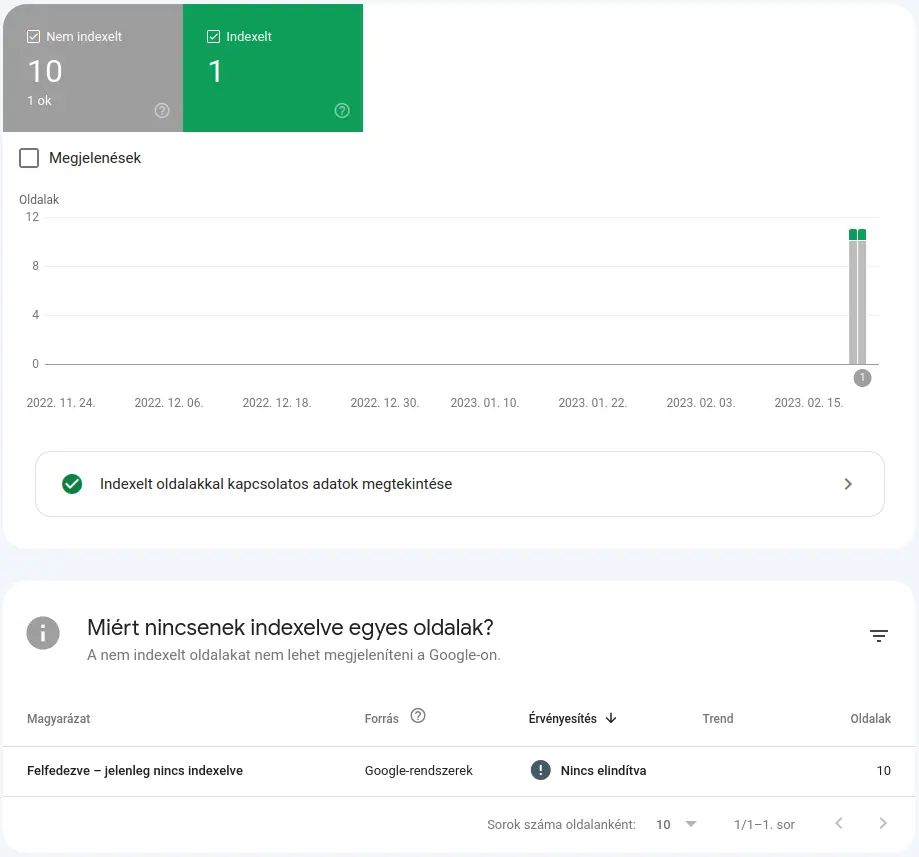 Nem indexelt
10
1 ok
Indexelt
1
Megjelenések
Oldalak
12
8
4
0
1
2022. 11. 24. 2022. 12. 06. 2022. 12. 18. 2022. 12. 30. 2023. 01. 10. 2023. 01. 22. 2023. 02. 03. 2023. 02. 15.
Indexelt oldalakkal kapcsolatos adatok megtekintése
Miért nincsenek indexelve egyes oldalak?
A nem indexelt oldalakat nem lehet megjeleníteni a Google-on.
Magyarázat Forrás Érvényesítés Trend Oldalak
Felfedezve – jelenleg nincs indexelve Google-rendszerek Nincs elindítva 10
Sorok száma oldalanként: 10 1/1–1. sor